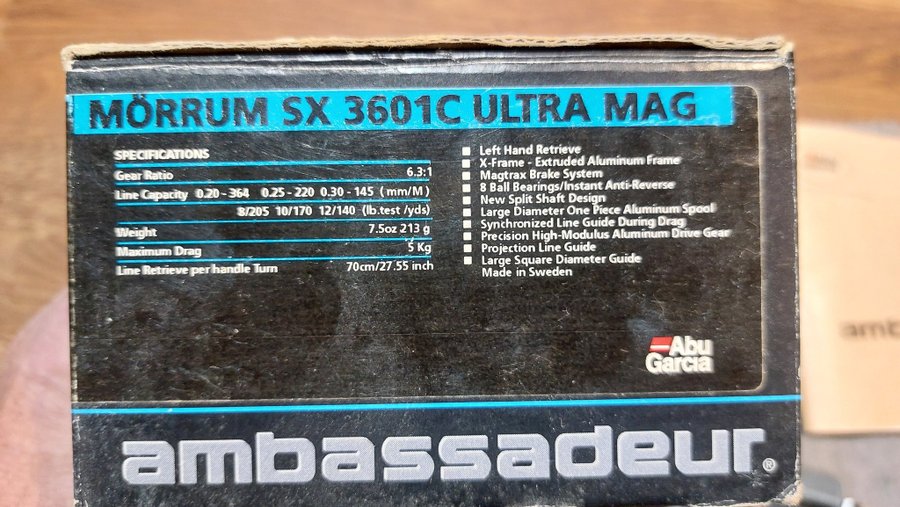 MÖRRUM SX 3601C ULTRA MAG
SPECIFICATIONS
Gear Ratio 6.3:1
Line Capacity 0.20 - 364 0.25 - 220 0.30 - 145 (mm/M)
8/205 10/170 12/140 (lb.test /yds)
Weight 7.5oz 213 g
Maximum Drag 5 Kg
Line Retrieve per handle Turn 70cm/27.55 inch
■ Left Hand Retrieve
■ X-Frame - Extruded Aluminum Frame
■ Magtrax Brake System
■ 8 Ball Bearings/Instant Anti-Reverse
■ New Split Shaft Design
■ Large Diameter One Piece Aluminum Spool
■ Synchronized Line Guide During Drag
■ Precision High-Modulus Aluminum Drive Gear
■ Projection Line Guide
■ Large Square Diameter Guide
Made in Sweden
Abu
Garcia
ambassadeur®